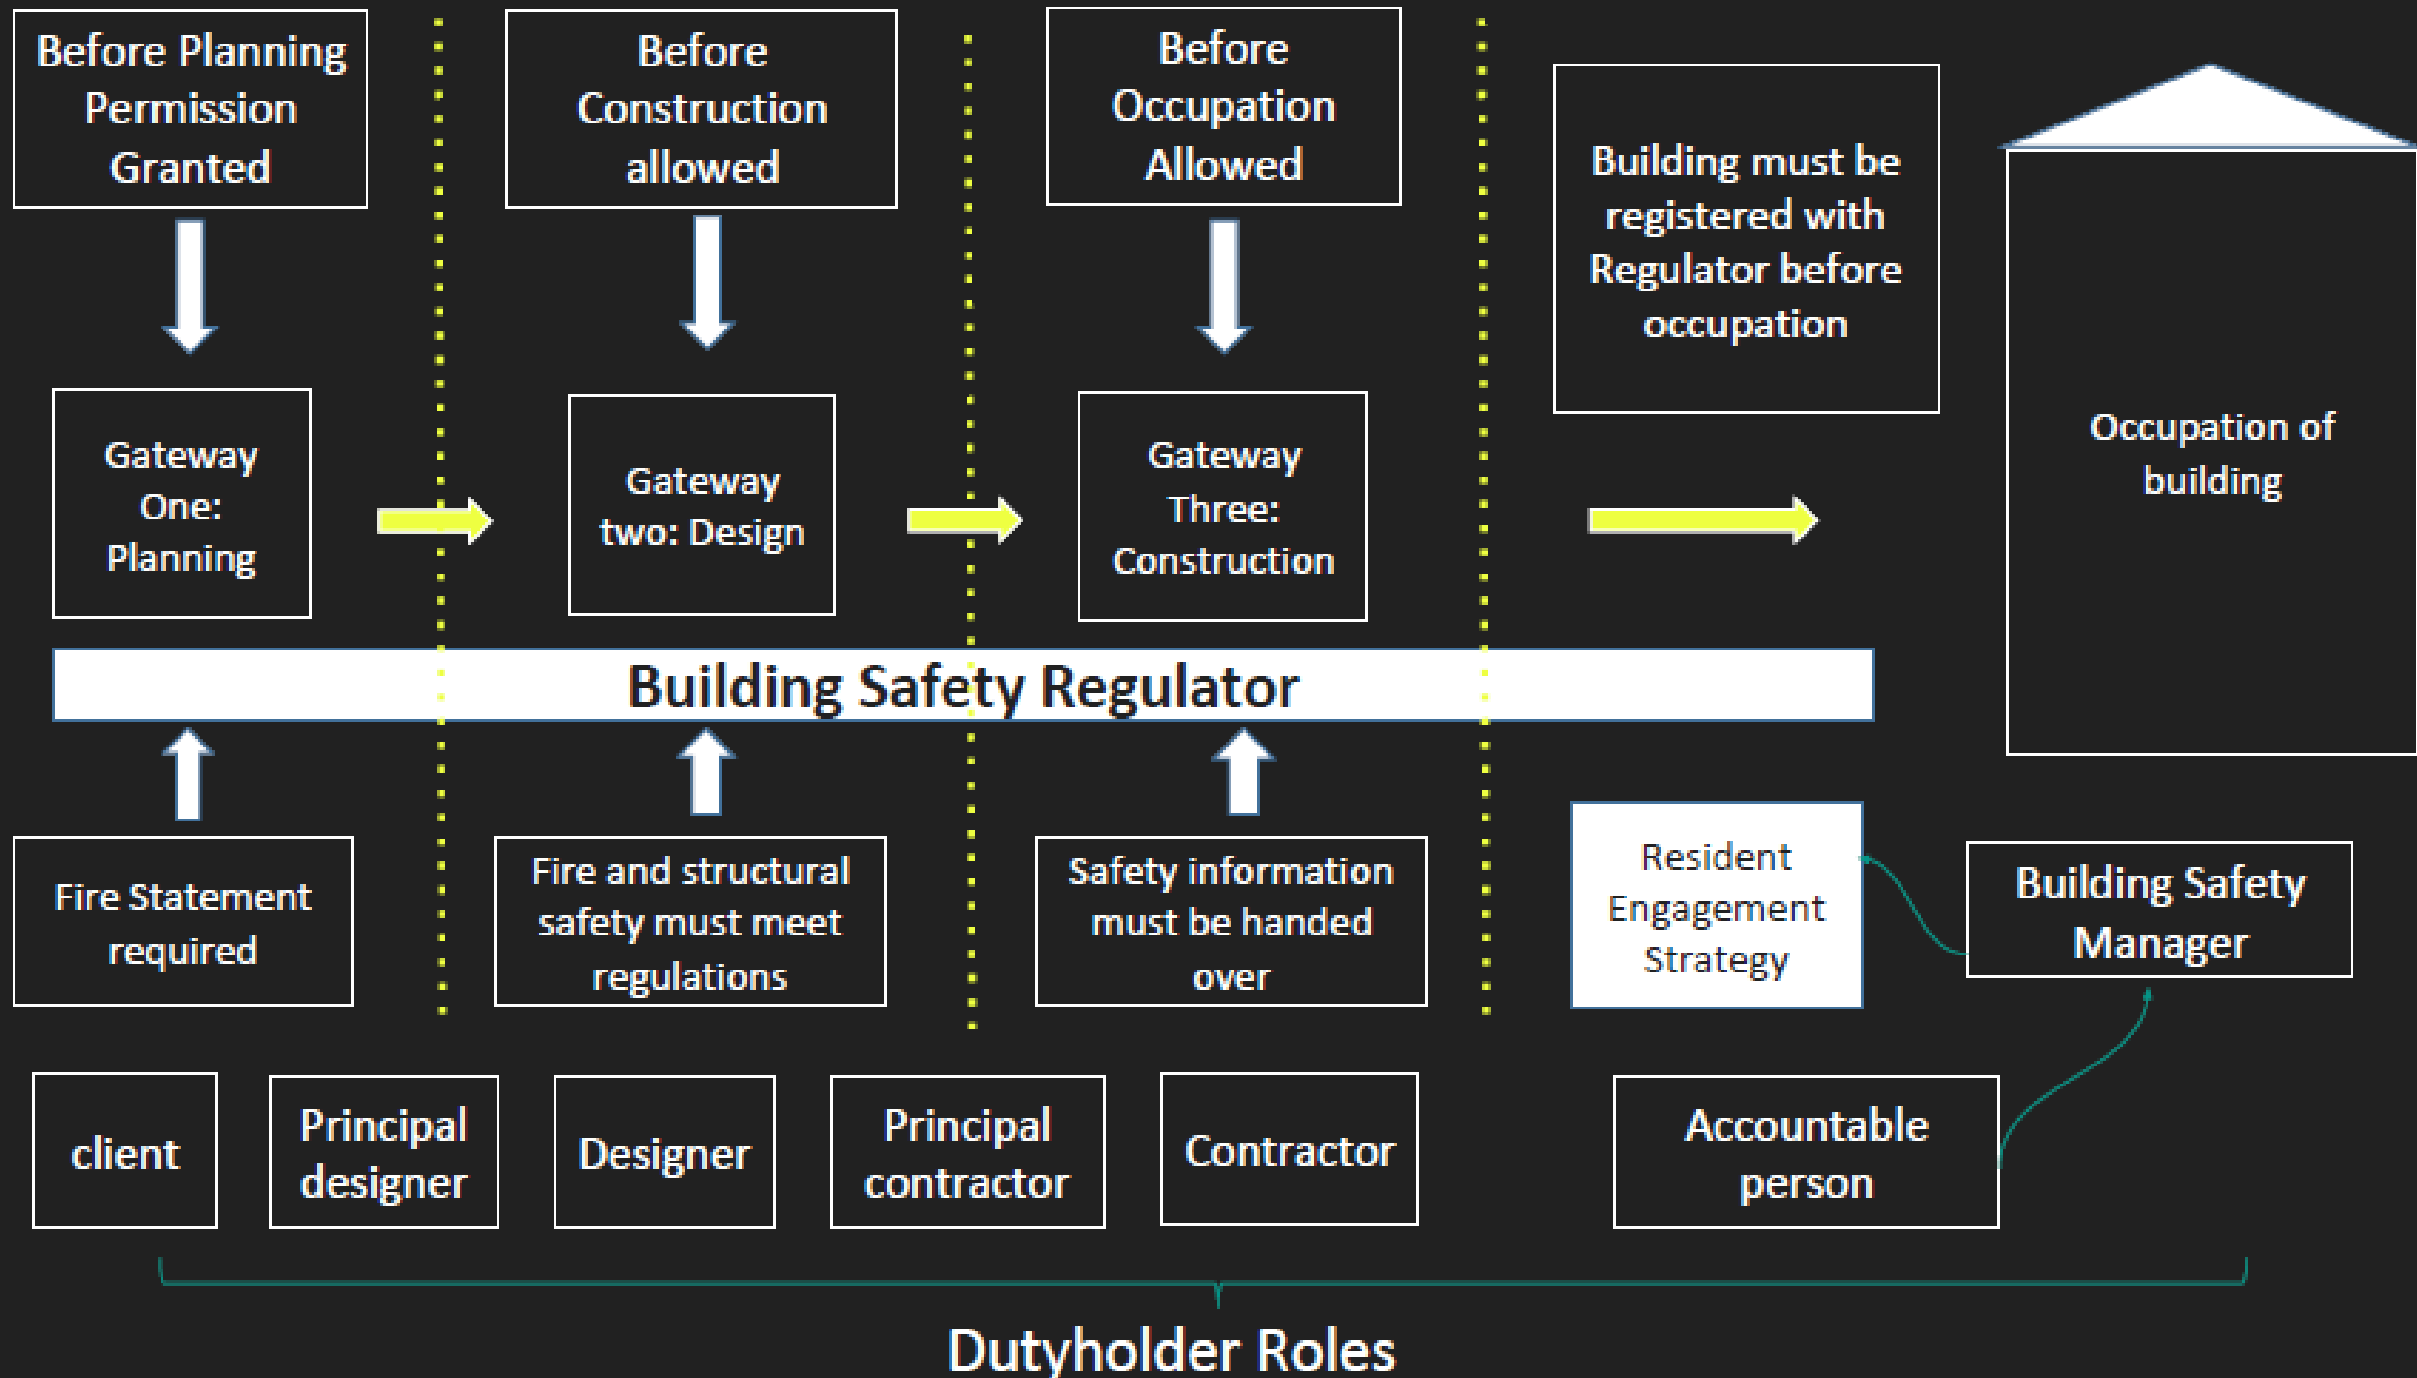 Before Planning
Permission
Granted
Before
Construction
allowed
Before
Occupation
Allowed
Building must be
registered with
Regulator before
occupation
Gateway
One:
Planning
Gateway
two: Design
Gateway
Three:
Construction
Occupation of
building
Building Safety Regulator
Fire Statement
required
Fire and structural
safety must meet
regulations
Safety information
must be handed
over
Resident
Engagement
Strategy
Building Safety
Manager
client
Principal
designer
Designer
Principal
contractor
Contractor
Accountable
person
Dutyholder Roles